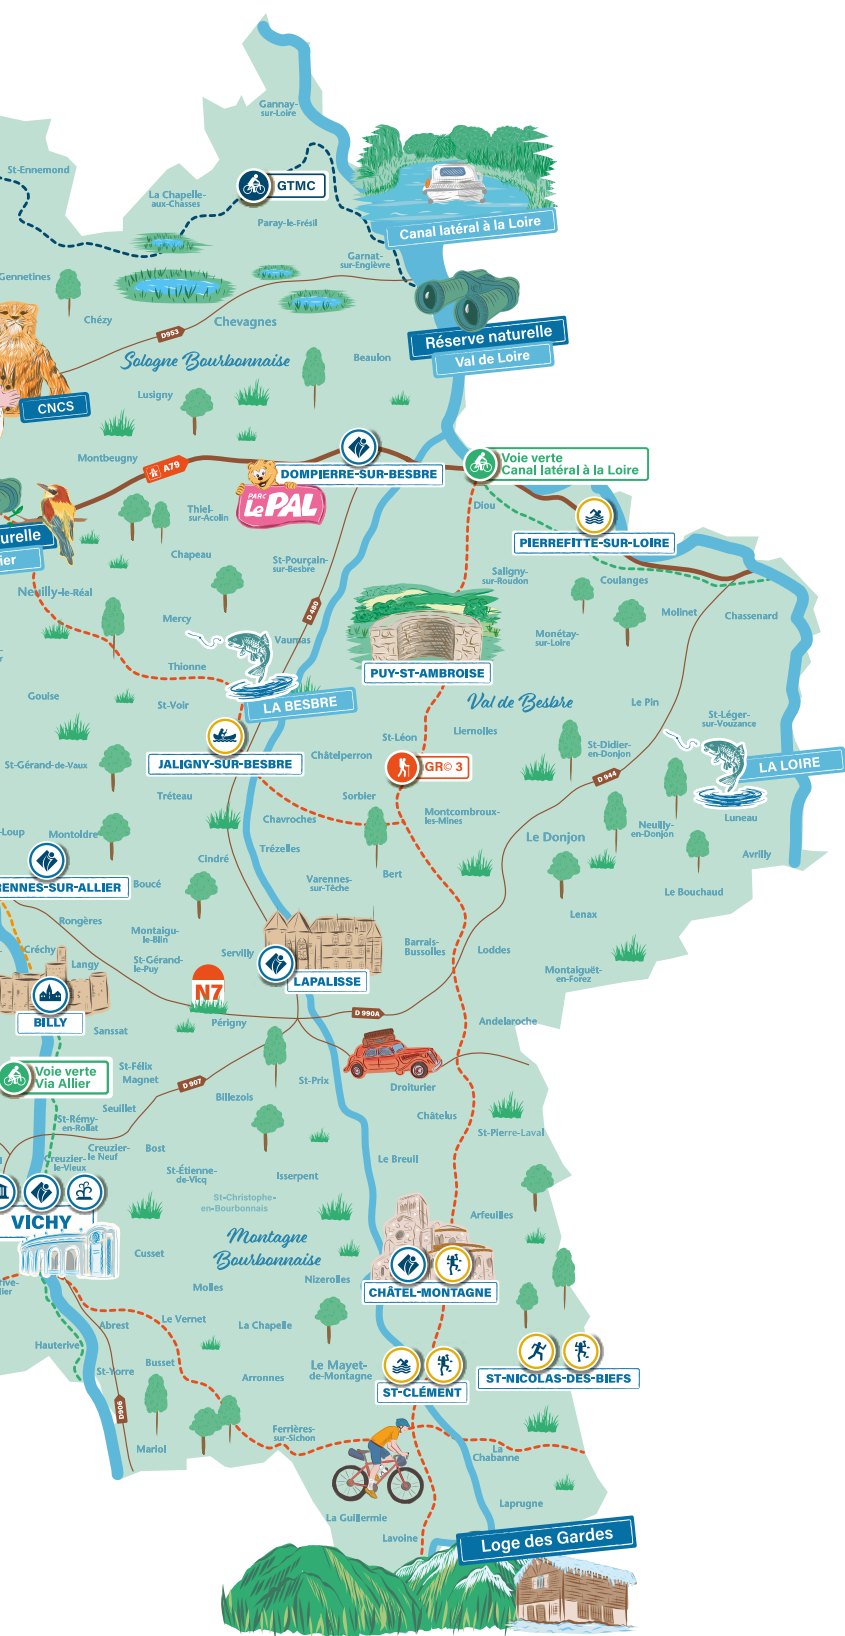 Gannay-
sur-Loire
St-Ennemond
GTMC
La Chapelle-
aux-Chasses
Paray-le-Frésil
Canal latéral à la Loire
Garnat-
sur-Engièvre
Gennetines
Chézy
D953
Chevagnes
Réserve naturelle
Val de Loire
Sologne Bourbonnaise
Beaulon
Lusigny
CNCS
Montbeugny
A79
DOMPIERRE-SUR-BESBRE
Voie verte
Canal latéral à la Loire
PARC
Le PAL
Thiel-
sur-Acolin
Diou
urelle
ier
PIERREFITTE-SUR-LOIRE
Chapeau
St-Pourçain-
sur-Besbre
Saligny-
sur-Roudon
Coulanges
Neuilly-le-Réal
D 480
Molinet
Chassenard
Mercy
Vaumas
Monétay-
sur-Loire
Thionne
PUY-ST-AMBROISE
Gouise
St-Voir
LA BESBRE
Val de Besbre
Le Pin
St-Léger-
sur-Vouzance
Liernolles
St-Léon
St-Didier-
en-Donjon
JALIGNY-SUR-BESBRE
Châtelperron
GR© 3
LA LOIRE
St-Gérand-de-Vaux
D 944
Tréteau
Sorbier
Montcombroux-
les-Mines
Luneau
Chavroches
Neuilly-
en-Donjon
-Loup
Montoldre
Le Donjon
Trézelles
Cindré
Avrilly
RENNES-SUR-ALLIER
Boucé
Varennes-
sur-Tèche
Bert
Le Bouchaud
Rongères
Lenax
Montaigu-
le-Blin
Créchy
Langy
St-Gérand-
le-Puy
Servilly
Barrais-
Bussolles
Loddes
Montaiguët-
en-Forez
LAPALISSE
N7
BILLY
Sanssat
Périgny
D 990A
Andelaroche
Voie verte
Via Allier
St-Félix
Magnet
D 907
St-Prix
Droiturier
Billezois
Seuillet
St-Rémy-
en-Rollat
Châtelus
St-Pierre-Laval
Creuzier-
le-Vieux
Creuzier-
le Neuf
Bost
Le Breuil
St-Étienne-
de-Vicq
Isserpent
St-Christophe-
en-Bourbonnais
VICHY
Arfeuilles
Montagne
Bourbonnaise
Cusset
Nizerolles
Molles
CHÂTEL-MONTAGNE
Abrest
Le Vernet
La Chapelle
Hauterive
St-Yorre
Busset
Le Mayet-
de-Montagne
Arronnes
ST-CLÉMENT
ST-NICOLAS-DES-BIEFS
D906
Mariol
Ferrières-
sur-Sichon
La
Chabanne
Laprugne
La Guillermie
Lavoine
Loge des Gardes